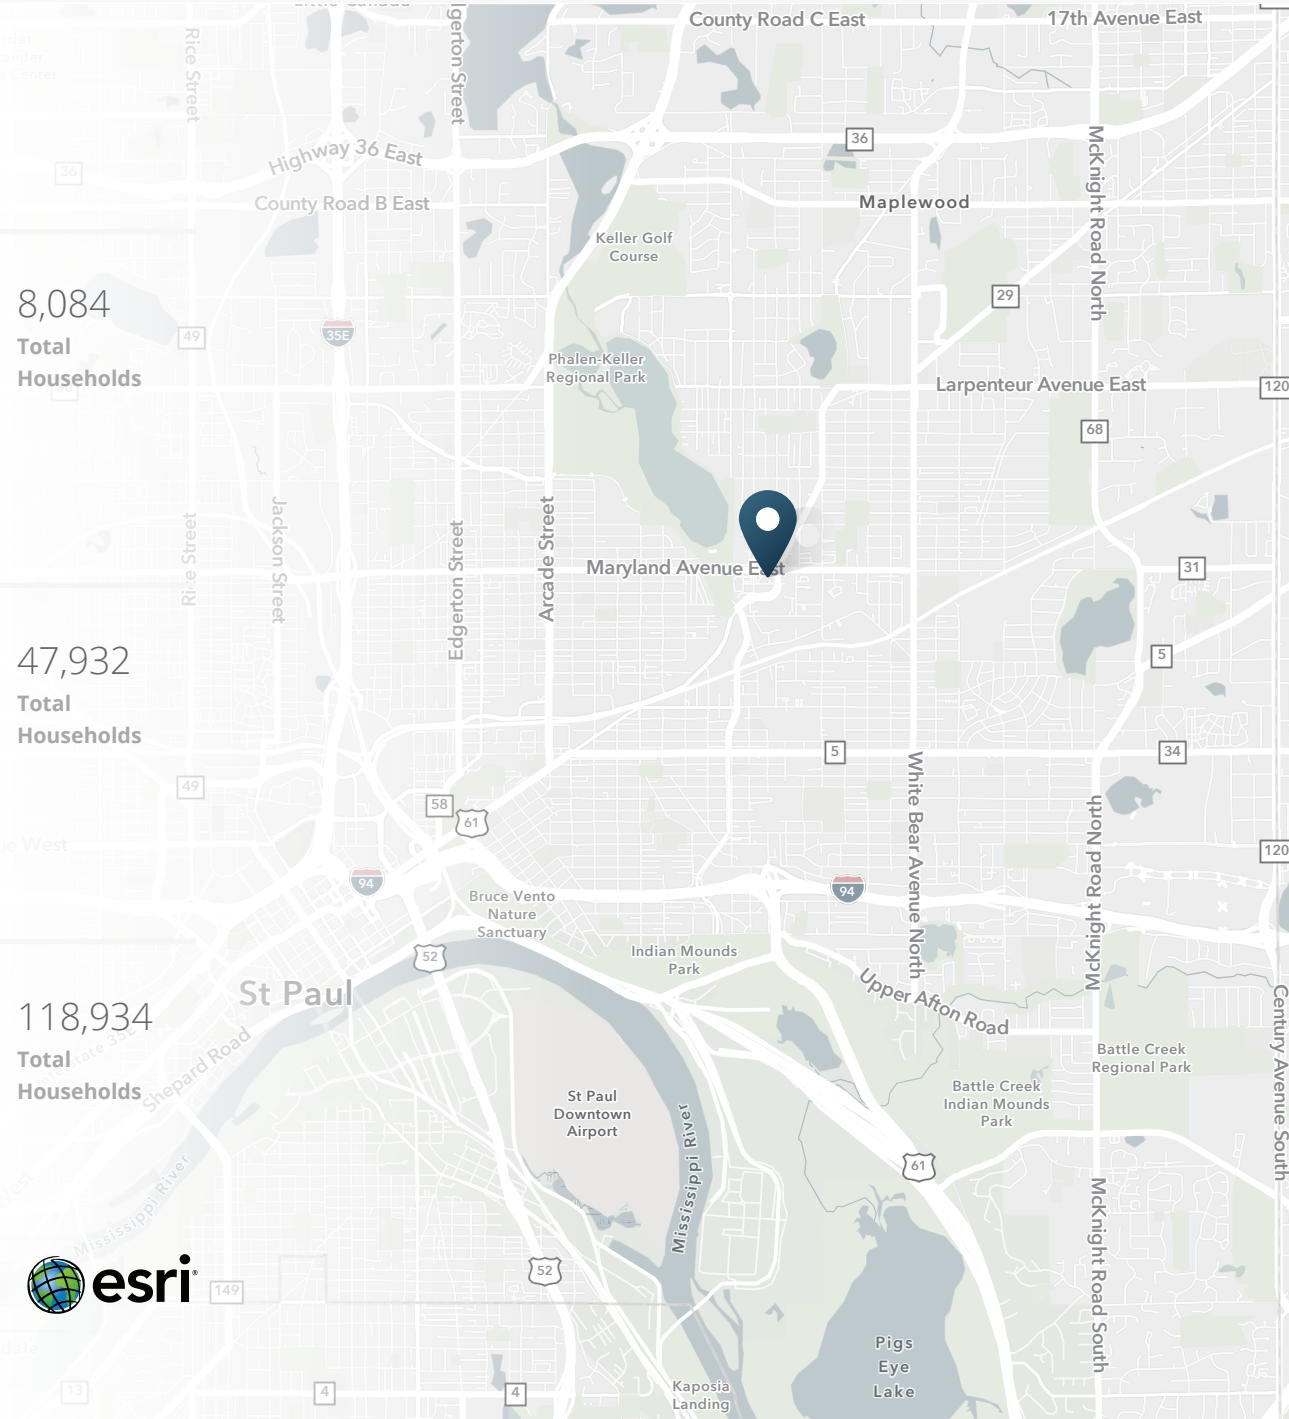 County Road C East
17th Avenue East
Rice Street
Edgerton Street
Highway 36 East
36
36
McKnight Road North
County Road B East
Maplewood
Keller Golf
Course
29
8,084
Total
Households
49
35E
Phalen-Keller
Regional Park
Larpenteur Avenue East
120
68
Rice Street
Jackson Street
Edgerton Street
Arcade Street
Maryland Avenue East
31
5
47,932
Total
Households
49
5
34
White Bear Avenue North
McKnight Road North
58
61
120
94
94
Bruce Vento
Nature
Sanctuary
52
Indian Mounds
Park
St Paul
Upper Afton Road
Century Avenue South
118,934
Total
Households
Shepard Road
Battle Creek
Regional Park
St Paul
Downtown
Airport
Battle Creek
Indian Mounds
Park
Mississippi River
Mississippi River
61
McKnight Road South
esri
149
52
Pigs
Eye
Lake
13
4
4
Kaposia
Landing